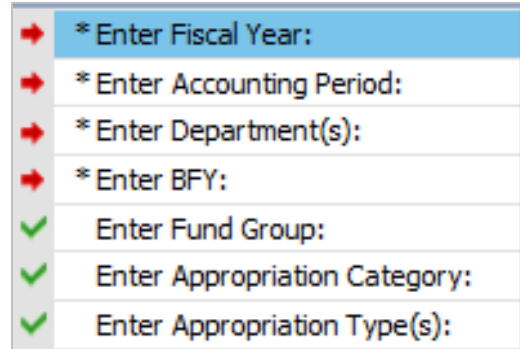 * Enter Fiscal Year:
* Enter Accounting Period:
* Enter Department(s):
* Enter BFY:
Enter Fund Group:
Enter Appropriation Category:
Enter Appropriation Type(s):